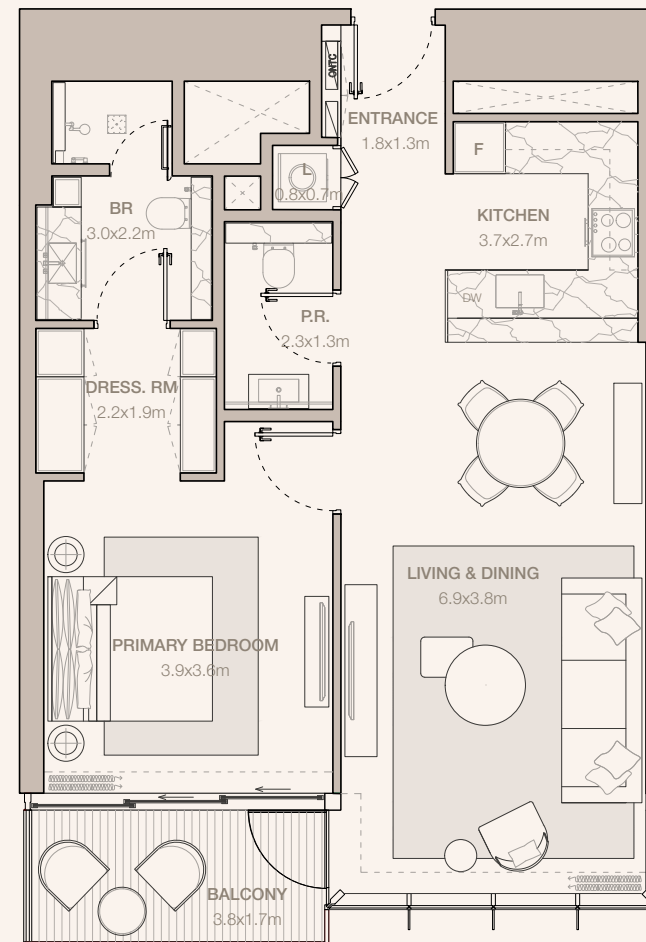 ONTC
ENTRANCE
1.8x1.3m
F
0.8x0.7m
BR
3.0x2.2m
KITCHEN
3.7x2.7m
DW
P.R.
2.3x1.3m
DRESS. RM
2.2x1.9m
LIVING & DINING
6.9x3.8m
PRIMARY BEDROOM
3.9x3.6m
BALCONY
3.8x1.7m